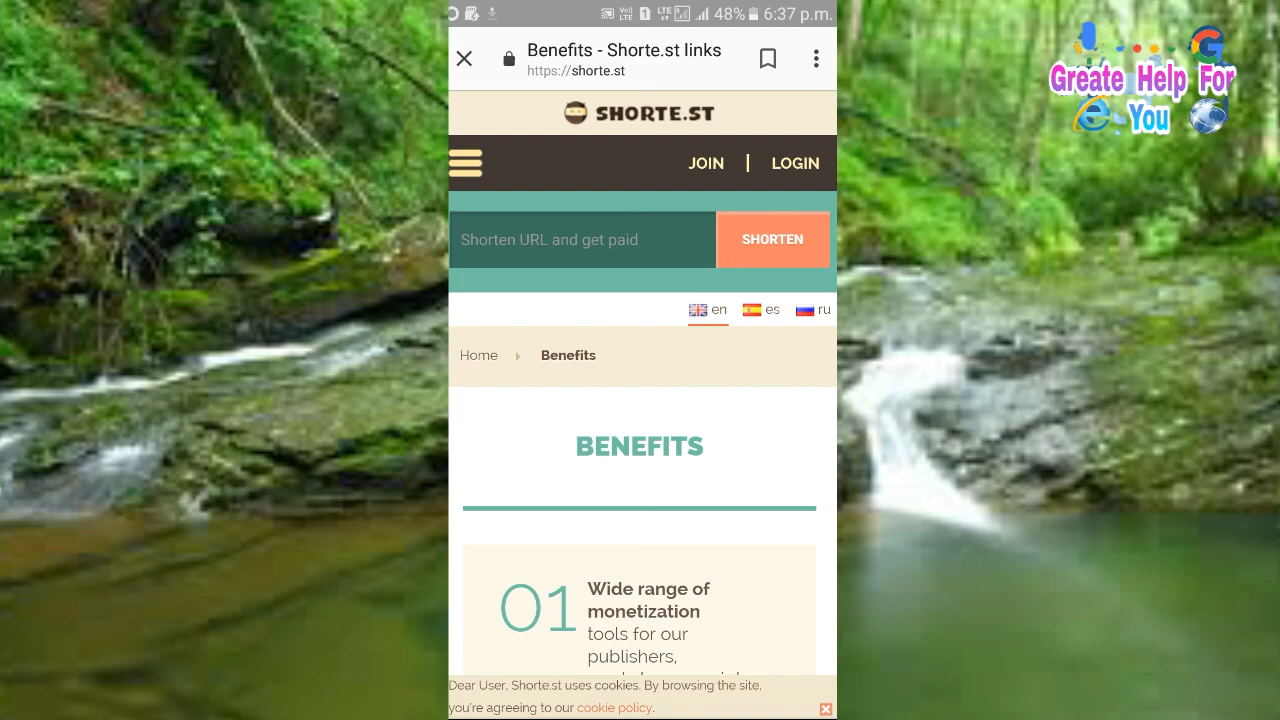 48% 6:37 p.m.
Benefits - Shorte.st links
https://shorte.st
SHORTE.ST
JOIN | LOGIN
Shorten URL and get paid
SHORTEN
en es ru
Home Benefits
BENEFITS
01
Wide range of
monetization
tools for our
publishers,
Dear User, Shorte.st uses cookies. By browsing the site,
you're agreeing to our cookie policy.
Greate Help For
You